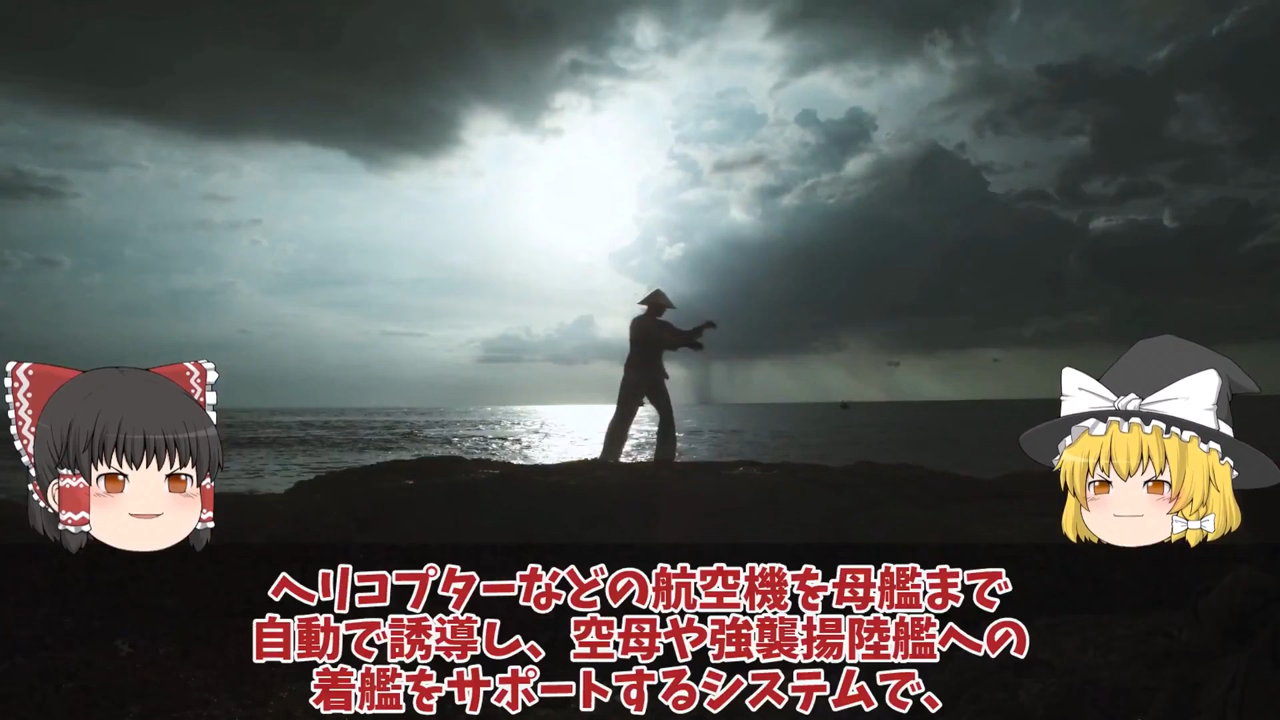 ヘリコプターなどの航空機を母艦まで
自動で誘導し、空母や強襲揚陸艦への
着艦をサポートするシステムで、